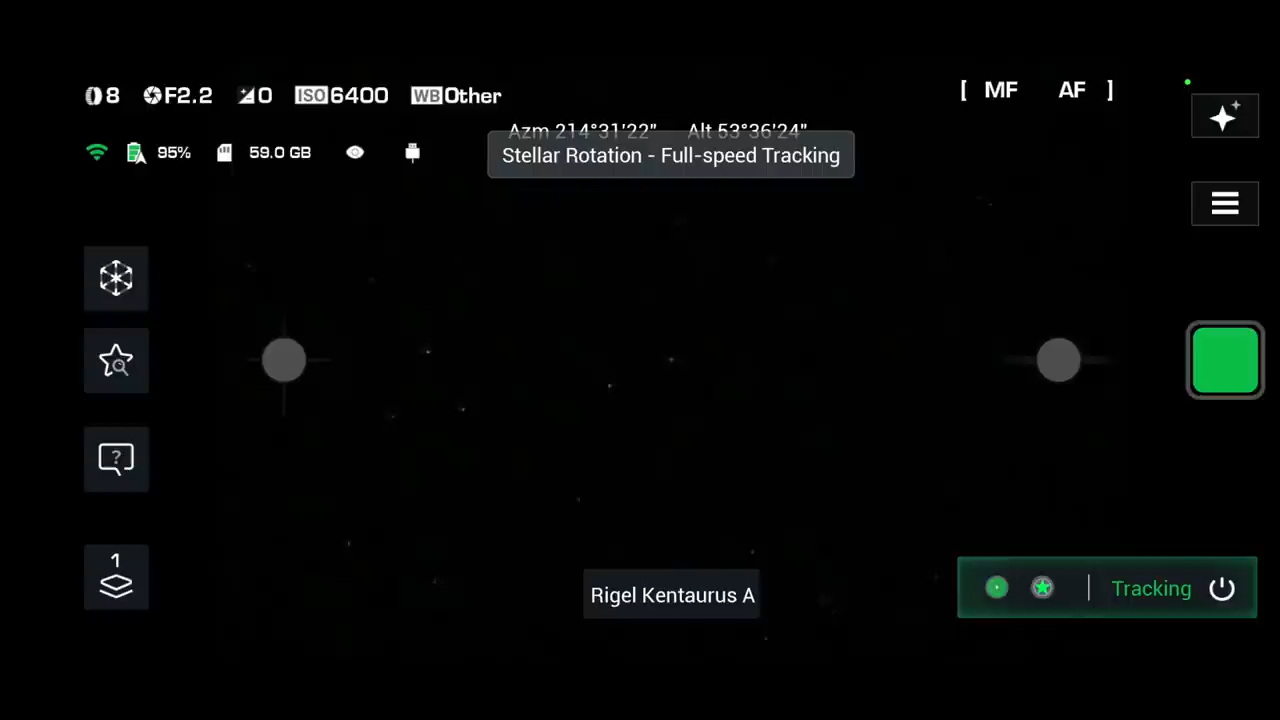 8 F2.2 0 ISO 6400 WB Other
[ MF AF ]
Azm 214°31'22" Alt 53°36'24"
95% 59.0 GB
Stellar Rotation - Full-speed Tracking
?
1
Rigel Kentaurus A
Tracking